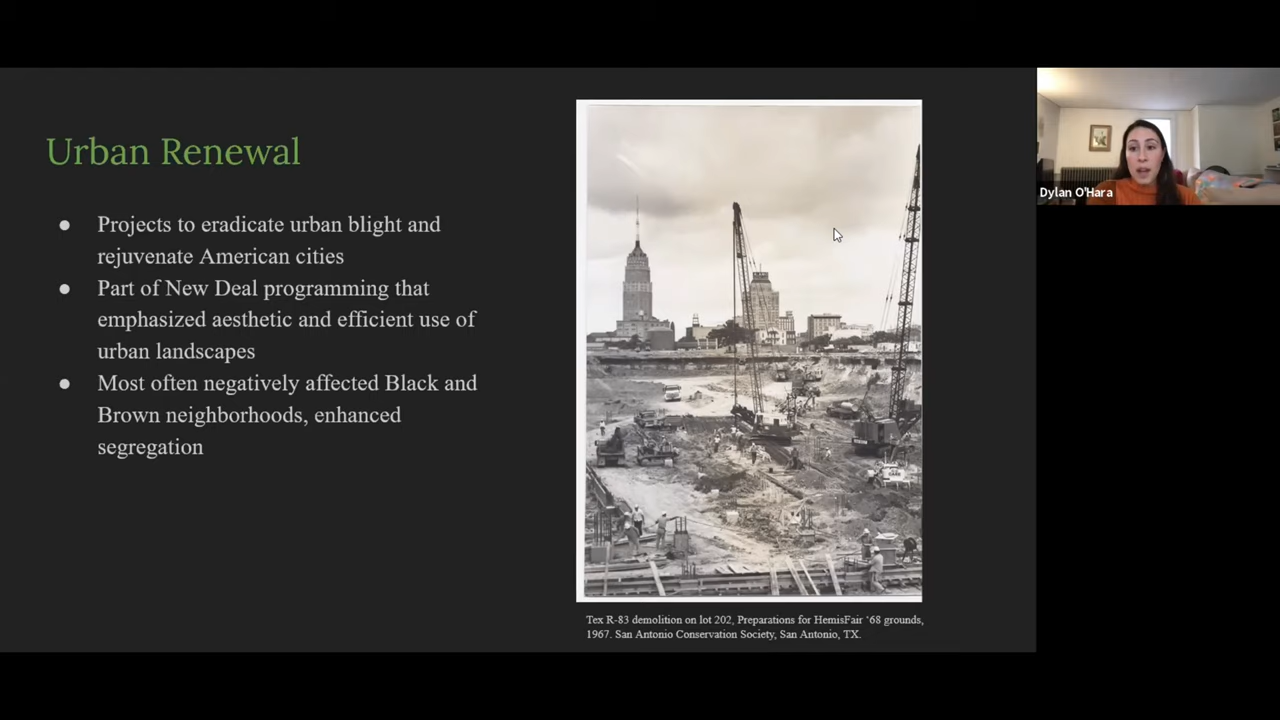 Urban Renewal
● Projects to eradicate urban blight and
rejuvenate American cities
● Part of New Deal programming that
emphasized aesthetic and efficient use of
urban landscapes
● Most often negatively affected Black and
Brown neighborhoods, enhanced
segregation
Tex R-83 demolition on lot 202, Preparations for HemisFair ‘68 grounds,
1967. San Antonio Conservation Society, San Antonio, TX.
Dylan O'Hara